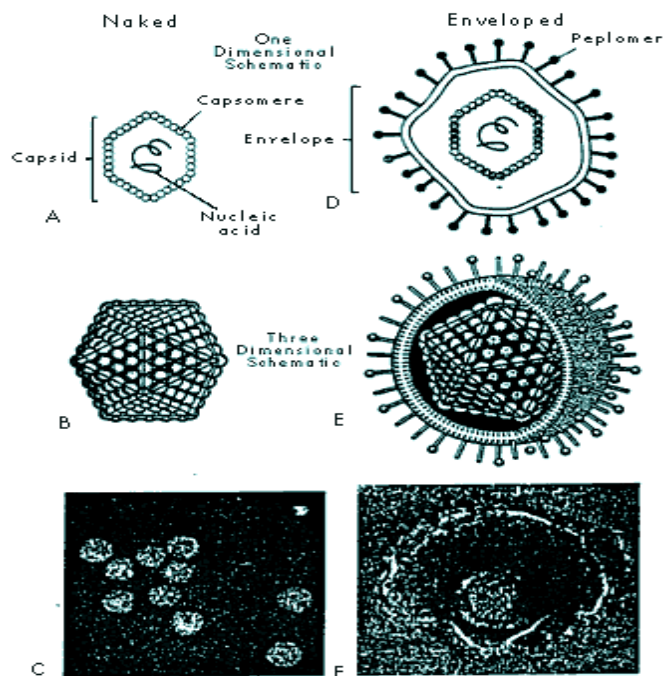 Naked
Enveloped
One
Dimensional
Schematic
Peplomer
Capsomere
Capsid
Envelope
A
Nucleic
acid
D
Three
Dimensional
Schematic
B
E
C
F